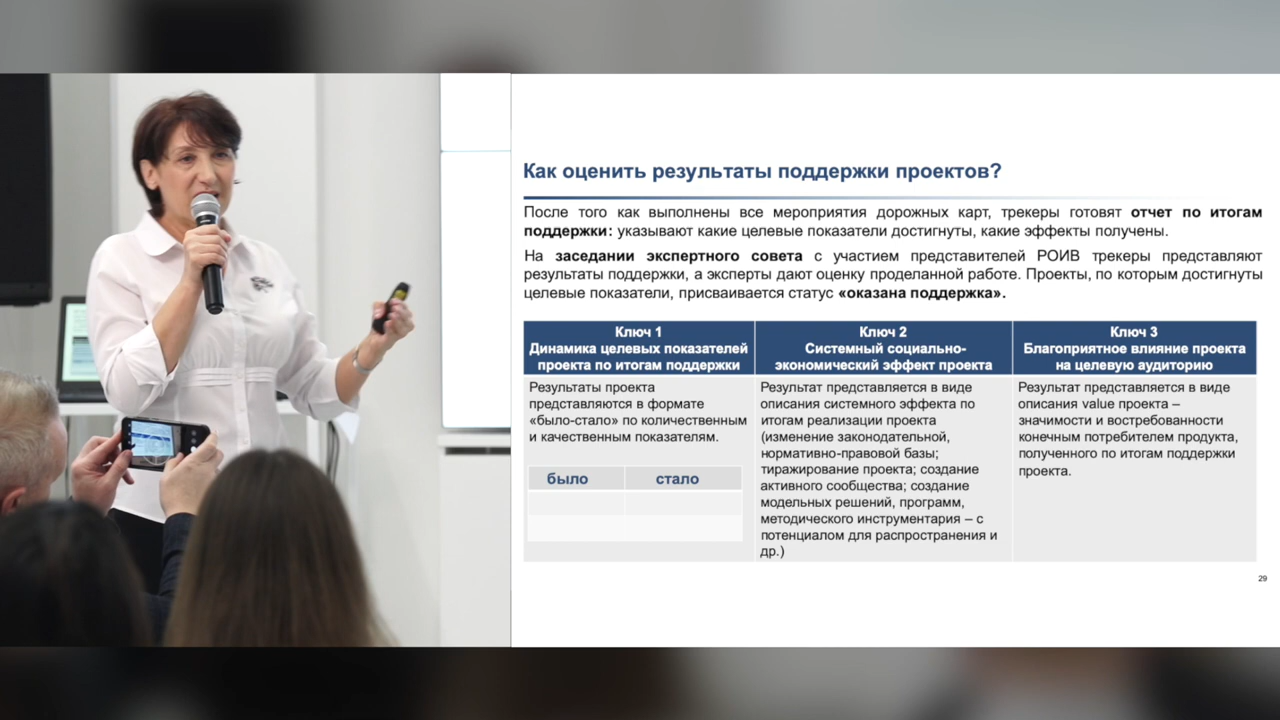 Как оценить результаты поддержки проектов?
После того как выполнены все мероприятия дорожных карт, трекеры готовят отчет по итогам
поддержки: указывают какие целевые показатели достигнуты, какие эффекты получены.
На заседании экспертного совета с участием представителей РОИВ трекеры представляют
результаты поддержки, а эксперты дают оценку проделанной работе. Проекты, по которым достигнуты
целевые показатели, присваивается статус «оказана поддержка».
Ключ 1
Динамика целевых показателей
проекта по итогам поддержки
Результаты проекта
представляются в формате
«было-стало» по количественным
и качественным показателям.
было стало
Ключ 2
Системный социально-
экономический эффект проекта
Результат представляется в виде
описания системного эффекта по
итогам реализации проекта
(изменение законодательной,
нормативно-правовой базы;
тиражирование проекта; создание
активного сообщества; создание
модельных решений, программ,
методического инструментария – с
потенциалом для распространения и
др.)
Ключ 3
Благоприятное влияние проекта
на целевую аудиторию
Результат представляется в виде
описания value проекта –
значимости и востребованности
конечным потребителем продукта,
полученного по итогам поддержки
проекта.
29